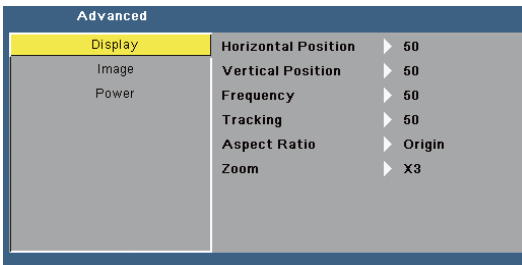 Advanced
Display
Image
Power
Horizontal Position 50
Vertical Position 50
Frequency 50
Tracking 50
Aspect Ratio Origin
Zoom X3